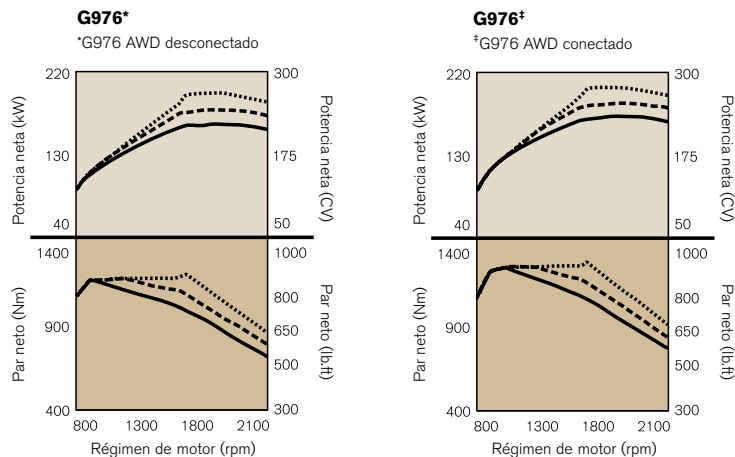 G976*
*G976 AWD desconectado
220
130
40
Potencia neta (kW)
300
175
50
Potencia neta (CV)
1400
900
400
Par neto (Nm)
1000
800
650
500
300
Par neto (lb.ft)
800 1300 1800 2100
Régimen de motor (rpm)
G976‡
‡G976 AWD conectado
220
130
40
Potencia neta (kW)
300
175
50
Potencia neta (CV)
1400
900
400
Par neto (Nm)
1000
800
650
500
300
Par neto (lb.ft)
800 1300 1800 2100
Régimen de motor (rpm)